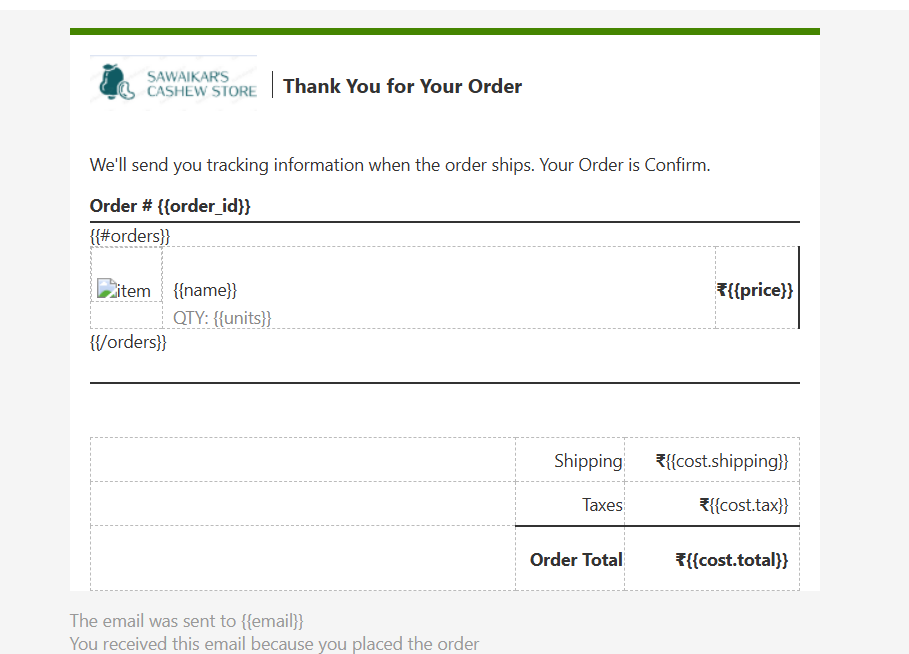 SAWAIKAR'S
CASHEW STORE
Thank You for Your Order
We'll send you tracking information when the order ships. Your Order is Confirm.
Order # {{order_id}}
{{#orders}}
item
{{name}}
₹{{price}}
QTY: {{units}}
{{/orders}}
Shipping ₹{{cost.shipping}}
Taxes ₹{{cost.tax}}
Order Total ₹{{cost.total}}
The email was sent to {{email}}
You received this email because you placed the order